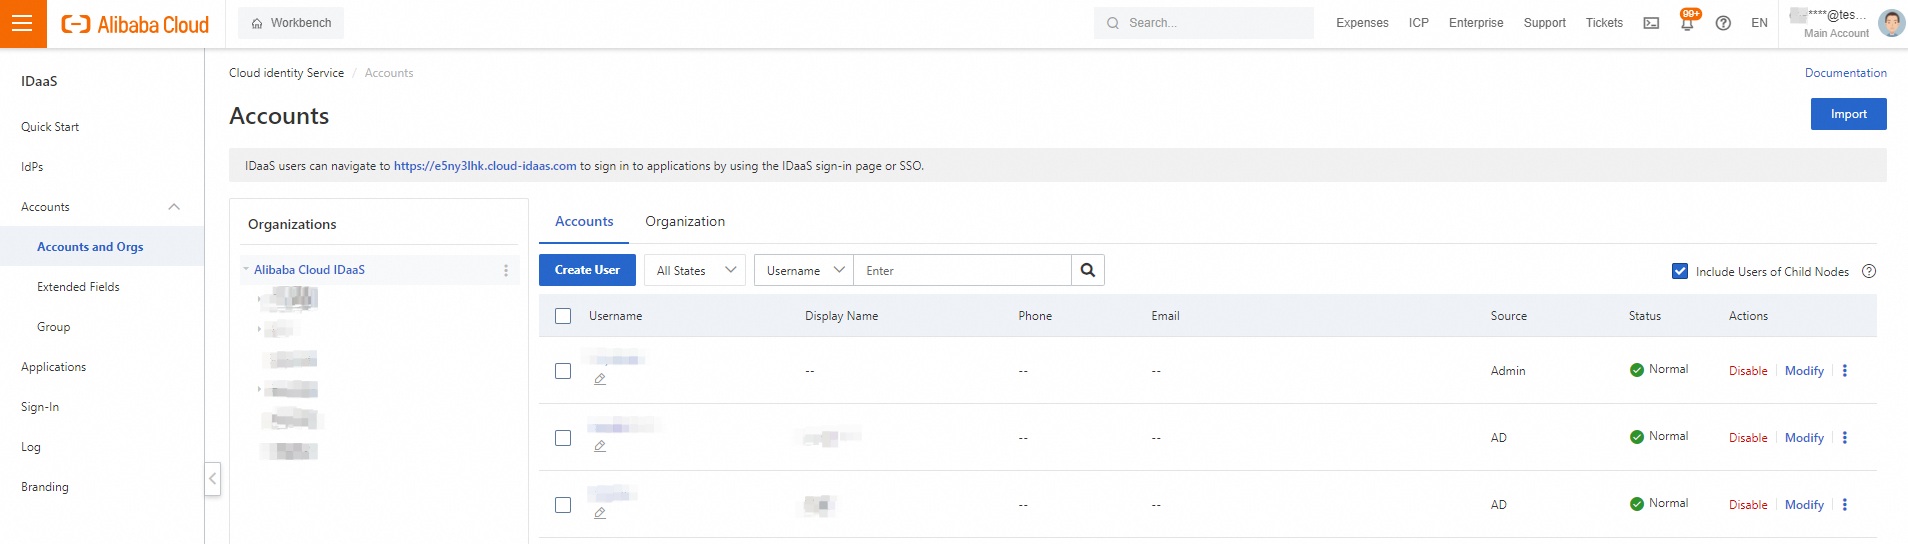 Alibaba Cloud
Workbench
Search...
Expenses
ICP
Enterprise
Support
Tickets
99+
EN
****@tes...
Main Account
IDaaS
Quick Start
IdPs
Accounts
Accounts and Orgs
Extended Fields
Group
Applications
Sign-In
Log
Branding
Cloud identity Service / Accounts
Documentation
Accounts
Import
IDaaS users can navigate to https://e5ny3lhk.cloud-idaas.com to sign in to applications by using the IDaaS sign-in page or SSO.
Organizations
Alibaba Cloud IDaaS
Accounts
Organization
Create User
All States
Username
Enter
Include Users of Child Nodes
Username Display Name Phone Email Source Status Actions
-- -- -- Admin Normal Disable Modify
-- -- AD Normal Disable Modify
-- -- AD Normal Disable Modify